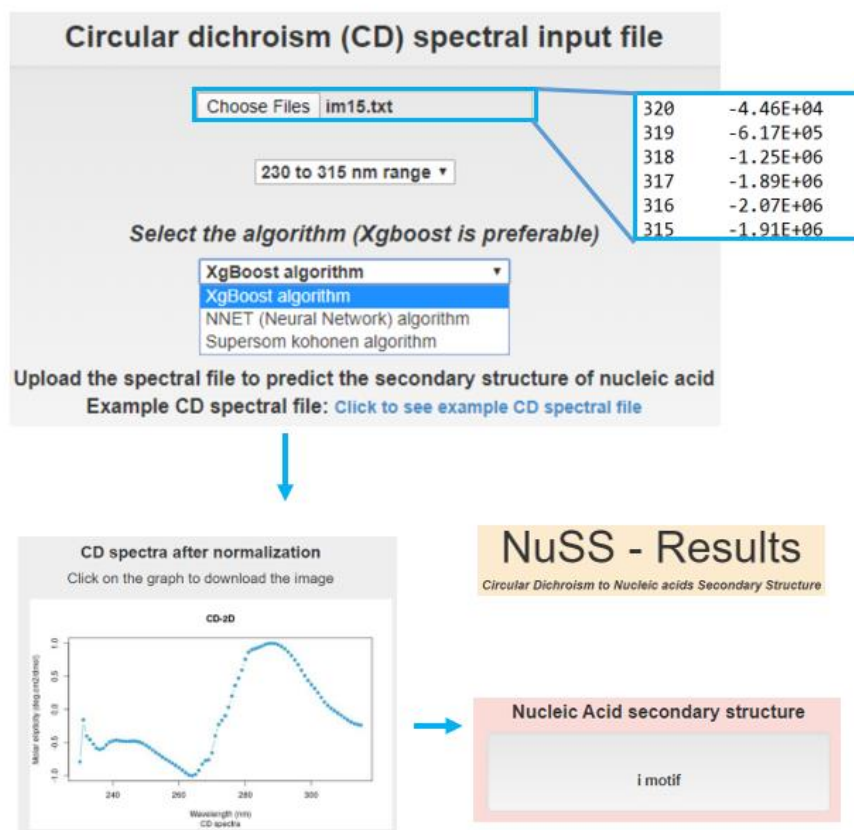 Circular dichroism (CD) spectral input file
Choose Files im15.txt
320 -4.46E+04
319 -6.17E+05
318 -1.25E+06
317 -1.89E+06
316 -2.07E+06
315 -1.91E+06
230 to 315 nm range
Select the algorithm (Xgboost is preferable)
XgBoost algorithm
XgBoost algorithm
NNET (Neural Network) algorithm
Supersom kohonen algorithm
Upload the spectral file to predict the secondary structure of nucleic acid
Example CD spectral file: Click to see example CD spectral file
CD spectra after normalization
Click on the graph to download the image
CD-2D
Molar elipticity (deg.cm2/dmol)
1.0
0.5
0.0
-0.5
-1.0
240 260 280 300
Wavelength (nm)
CD spectra
NuSS - Results
Circular Dichroism to Nucleic acids Secondary Structure
Nucleic Acid secondary structure
i motif